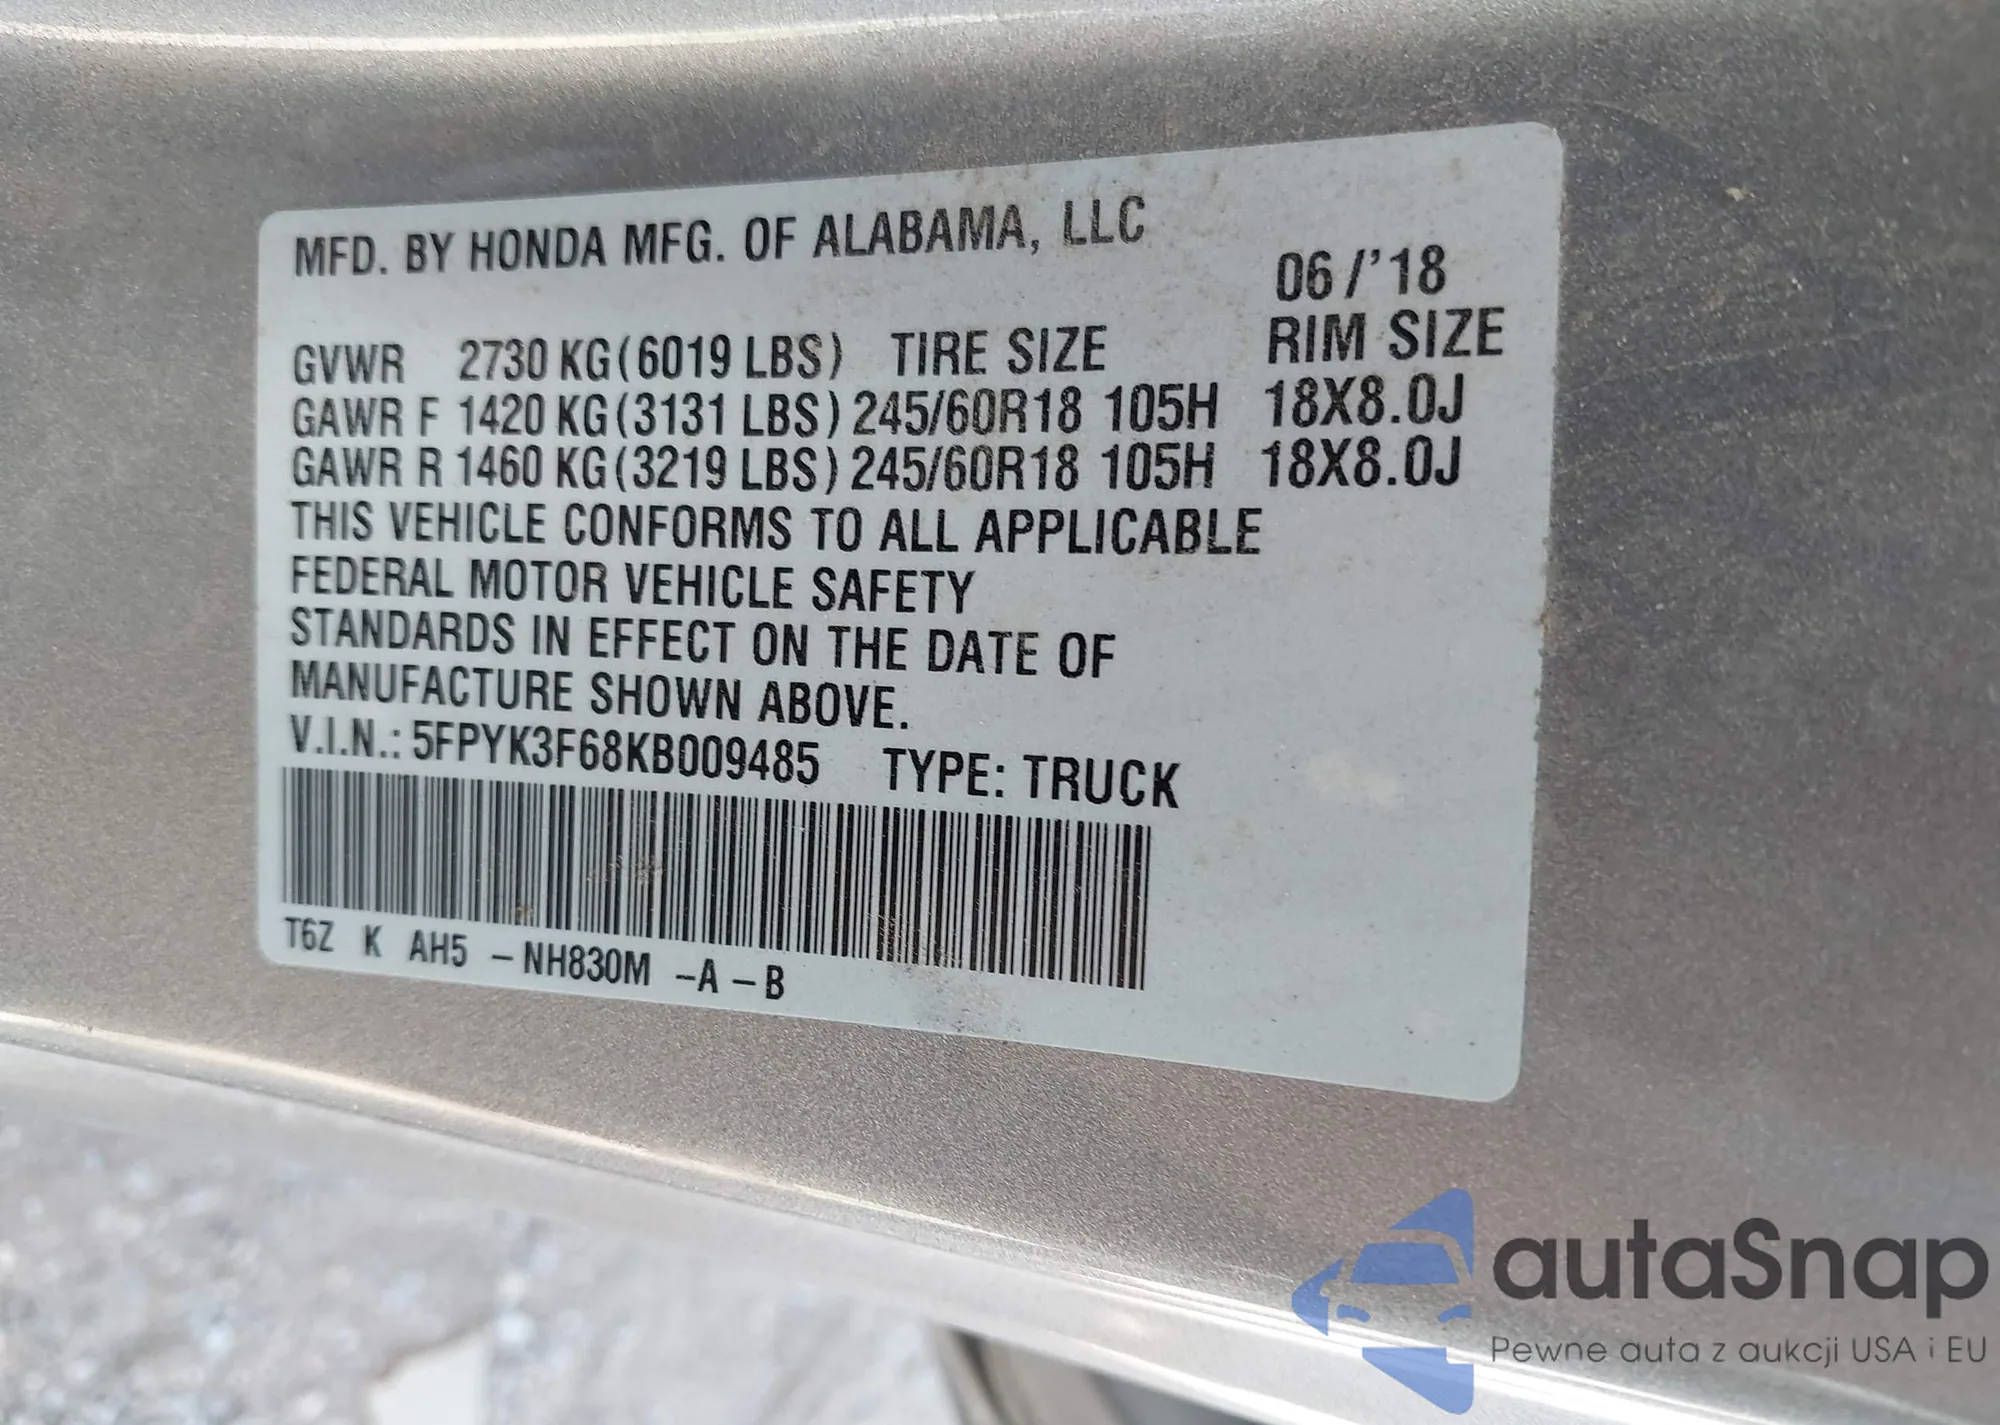 MFD. BY HONDA MFG. OF ALABAMA, LLC
06/'18
GVWR 2730 KG(6019 LBS) TIRE SIZE RIM SIZE
GAWR F 1420 KG(3131 LBS) 245/60R18 105H 18X8.0J
GAWR R 1460 KG(3219 LBS) 245/60R18 105H 18X8.0J
THIS VEHICLE CONFORMS TO ALL APPLICABLE
FEDERAL MOTOR VEHICLE SAFETY
STANDARDS IN EFFECT ON THE DATE OF
MANUFACTURE SHOWN ABOVE.
V.I.N.: 5FPYK3F68KB009485 TYPE: TRUCK
T6Z K AH5 -NH830M -A-B
autaSnap
Pewne auta z aukcji USA i EU